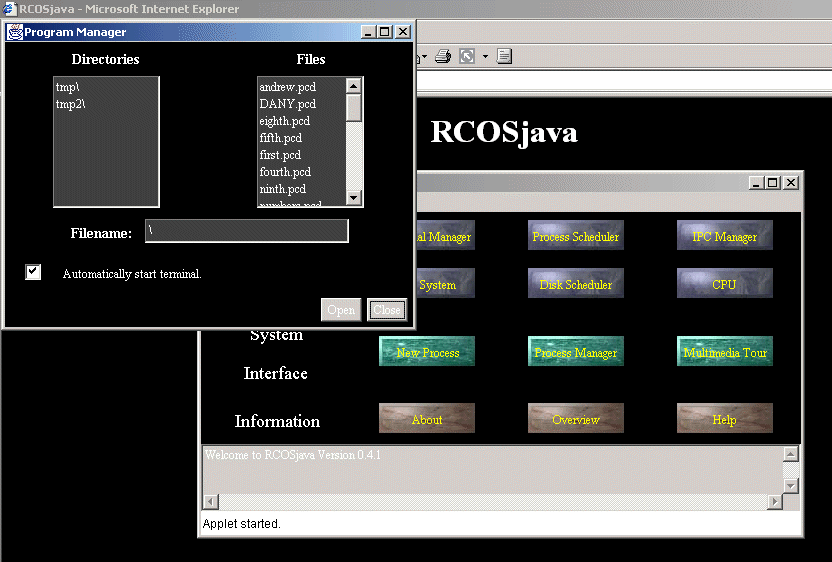 RCOSjava - Microsoft Internet Explorer
Program Manager
Directories Files
tmp\
tmp2\
andrew.pcd
DANY.pcd
eighth.pcd
fifth.pcd
first.pcd
fourth.pcd
ninth.pcd
numbers.pcd
Filename: \
Automatically start terminal.
Open Close
RCOSjava
al Manager Process Scheduler IPC Manager
System Disk Scheduler CPU
System
Interface
New Process Process Manager Multimedia Tour
Information About Overview Help
Welcome to RCOSjava Version 0.4.1
Applet started.